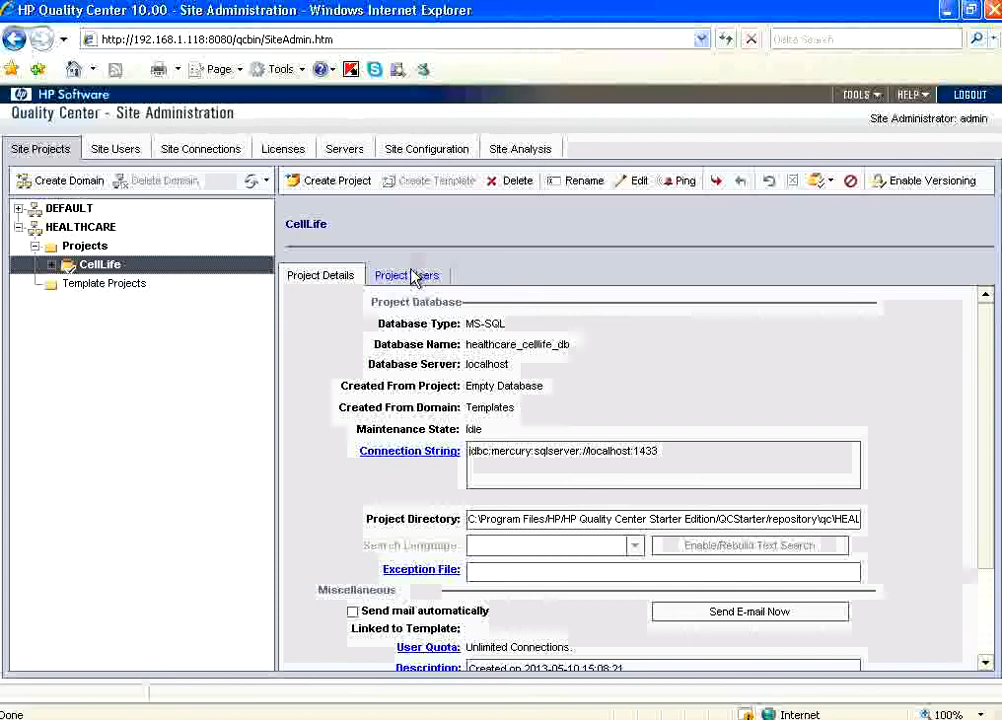 HP Quality Center 10.00 - Site Administration - Windows Internet Explorer
http://192.168.1.118:8080/qcbin/SiteAdmin.htm
Page Tools
HP Software TOOLS HELP LOGOUT
Quality Center - Site Administration
Site Administrator: admin
Site Projects Site Users Site Connections Licenses Servers Site Configuration Site Analysis
Create Domain Delete Domain Create Project Create Template Delete Rename Edit Ping Enable Versioning
DEFAULT
HEALTHCARE
Projects
CellLife
Template Projects
CellLife
Project Details Project
Project Database
Database Type: MS-SQL
Database Name: healthcare_celllife_db
Database Server: localhost
Created From Project: Empty Database
Created From Domain: Templates
Maintenance State: Idle
Connection String: jdbc:mercury:sqlserver://localhost:1433
Project Directory: C:\Program Files/HP/HP Quality Center Starter Edition/QCStarter/repository\qc\HEAL
Search Language: Enable/Rebuild Text Search
Exception File:
Miscellaneous
Send mail automatically Send E-mail Now
Linked to Template:
User Quota: Unlimited Connections.
Description: Created on 2013-05-10 15:08:21
Done Internet 100%